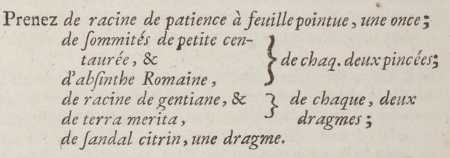 Prenez de racine de patience à feuille pointue, une once;
de ſommités de petite cen-
taurée, & } de chaq. deux pincées;
d'abſinthe Romaine,
de racine de gentiane, & } de chaque, deux
de terra merita, dragmes;
de ſandal citrin, une dragme.